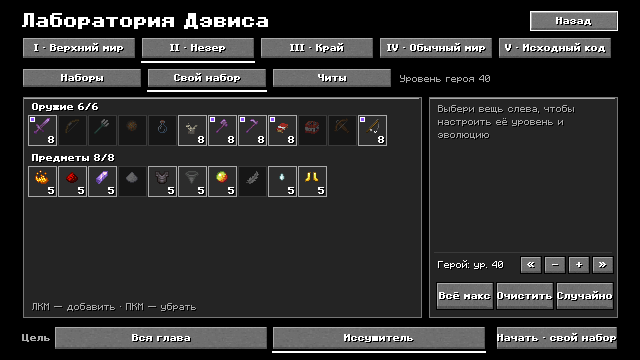 Лаборатория Дэвиса
Назад
I · Верхний мир
II · Незер
III · Край
IV · Обычный мир
V · Исходный код
Наборы
Свой набор
Читы
Уровень героя 40
Оружие 6/6
8 8 8 8 8 8
Предметы 8/8
5 5 5 5 5 5 5 5
Выбери вещь слева, чтобы
настроить её уровень и
эволюцию
Герой: ур. 40
«
−
+
»
Всё макс
Очистить
Случайно
ЛКМ — добавить · ПКМ — убрать
Цель
Вся глава
Иссушитель
Начать · свой набор